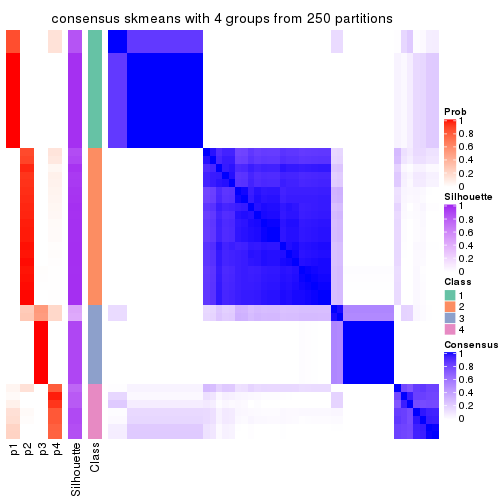 consensus skmeans with 4 groups from 250 partitions
Prob
1
0.8
0.6
0.4
0.2
0
Silhouette
1
0.8
0.6
0.4
0.2
0
Class
1
2
3
4
Consensus
1
0.8
0.6
0.4
0.2
0
p1
p2
p3
p4
Silhouette
Class